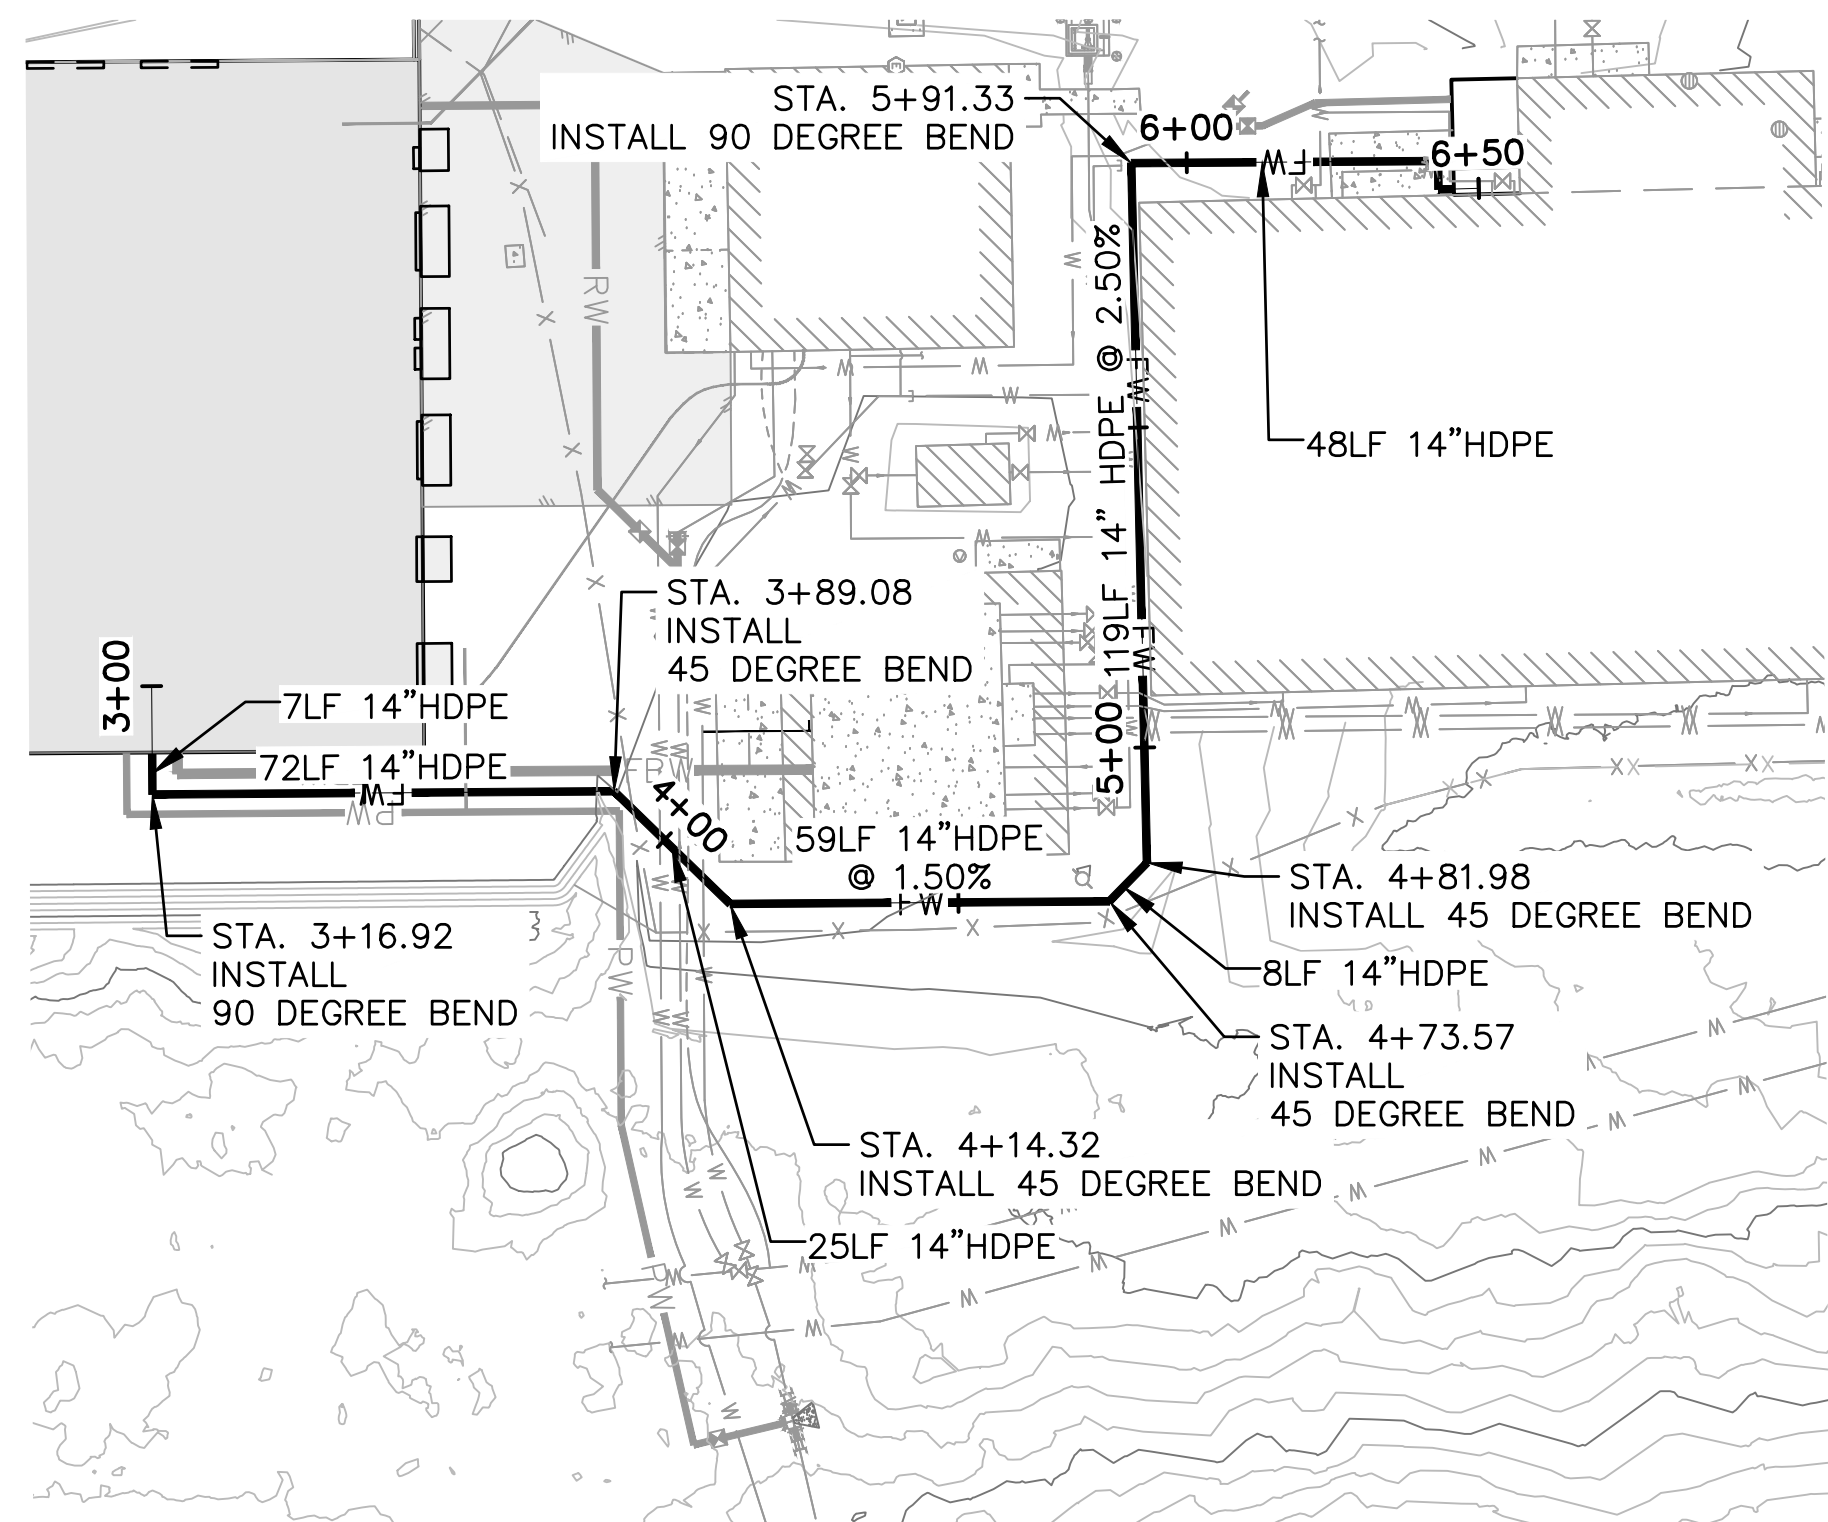 STA. 5+91.33
INSTALL 90 DEGREE BEND
6+00
6+50
FW
RW
W
119LF 14" HDPE @ 2.50%
FW
48LF 14"HDPE
STA. 3+89.08
INSTALL
45 DEGREE BEND
FW
3+00
7LF 14"HDPE
72LF 14"HDPE
FW
PW
4+00
5+00
59LF 14"HDPE
@ 1.50%
FW
STA. 4+81.98
INSTALL 45 DEGREE BEND
8LF 14"HDPE
STA. 3+16.92
INSTALL
90 DEGREE BEND
PW
STA. 4+73.57
INSTALL
45 DEGREE BEND
STA. 4+14.32
INSTALL 45 DEGREE BEND
25LF 14"HDPE
PW